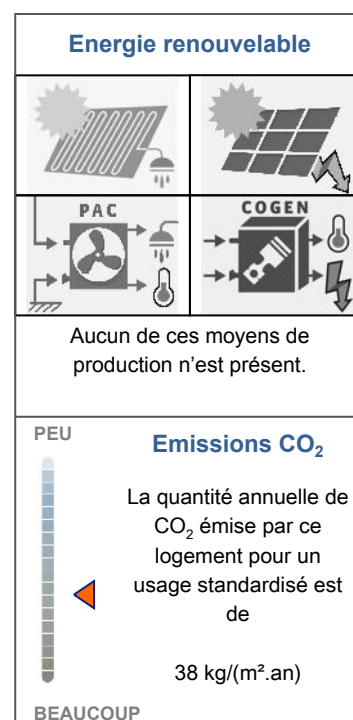 Energie renouvelable
PAC
COGEN
Aucun de ces moyens de
production n’est présent.
PEU
Emissions CO₂
La quantité annuelle de
CO₂ émise par ce
logement pour un
usage standardisé est
de
38 kg/(m².an)
BEAUCOUP